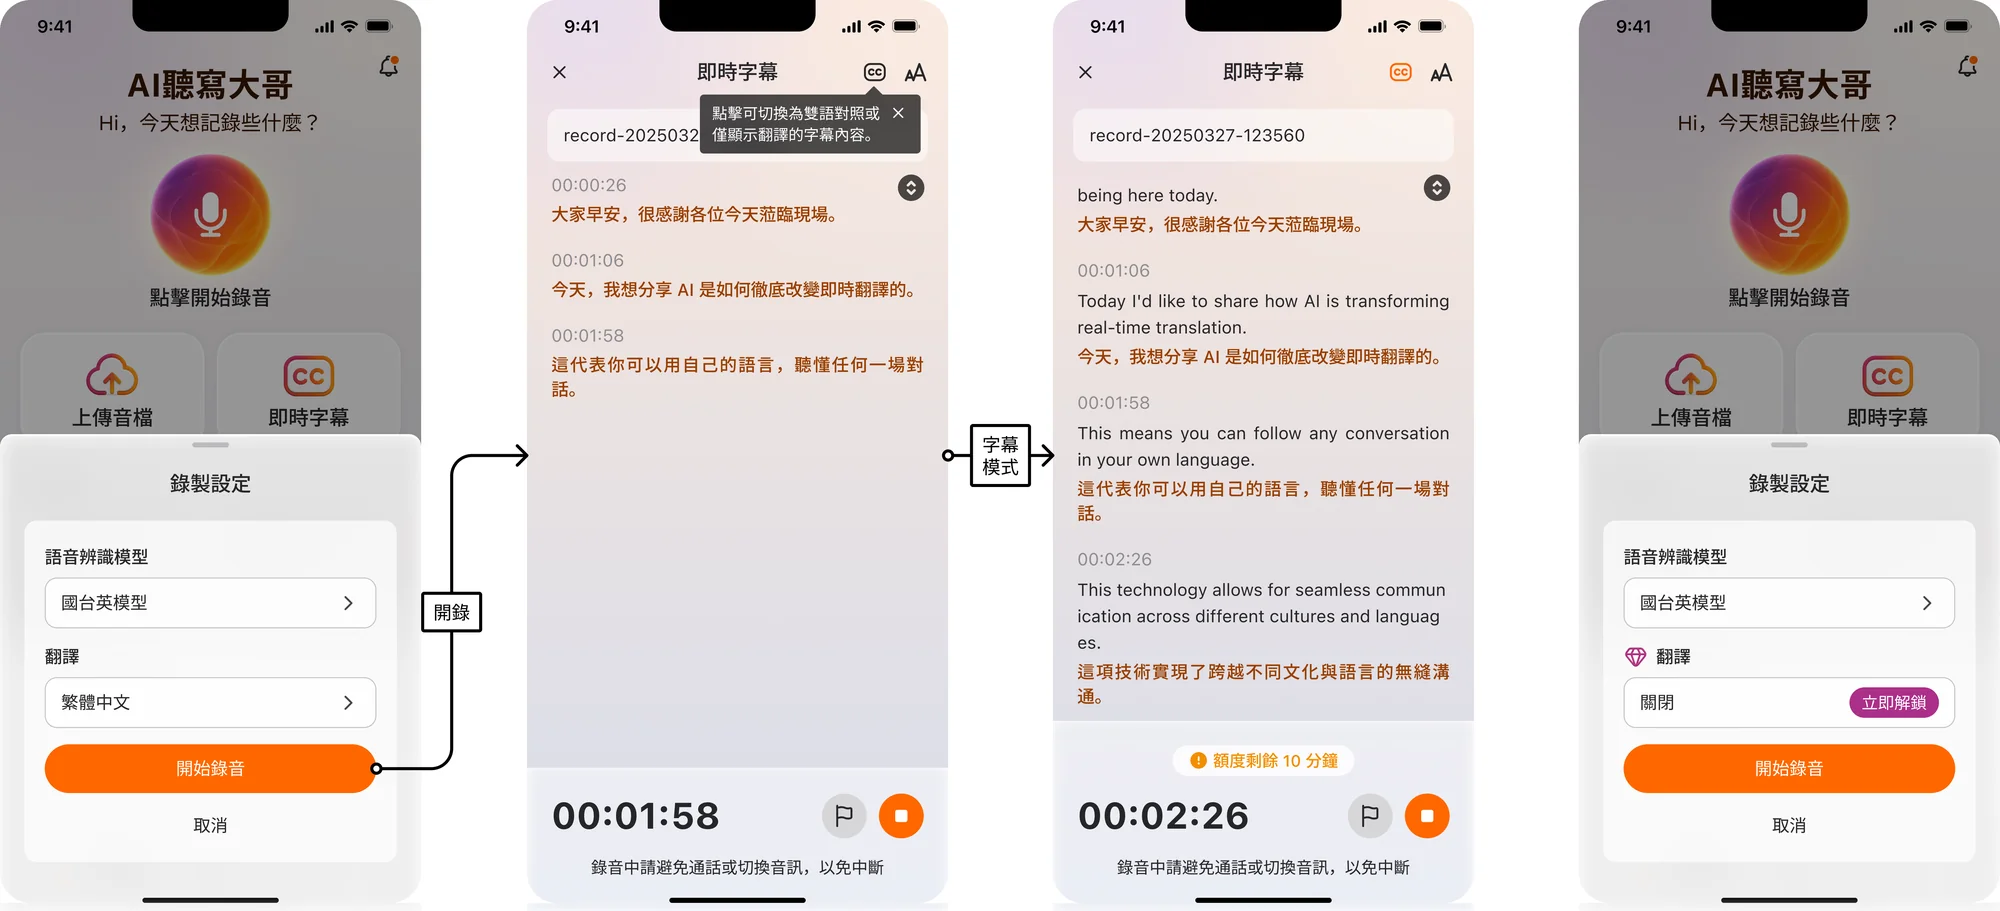 9:41
AI聽寫大哥
Hi，今天想記錄些什麼？
點擊開始錄音
上傳音檔
CC
即時字幕
錄製設定
語音辨識模型
國台英模型
翻譯
繁體中文
開始錄音
取消
開錄
9:41
即時字幕
CC
AA
點擊可切換為雙語對照或
僅顯示翻譯的字幕內容。
record-2025032
00:00:26
大家早安，很感謝各位今天蒞臨現場。
00:01:06
今天，我想分享 AI 是如何徹底改變即時翻譯的。
00:01:58
這代表你可以用自己的語言，聽懂任何一場對
話。
00:01:58
錄音中請避免通話或切換音訊，以免中斷
字幕
模式
9:41
即時字幕
CC
AA
record-20250327-123560
being here today.
大家早安，很感謝各位今天蒞臨現場。
00:01:06
Today I'd like to share how AI is transforming
real-time translation.
今天，我想分享 AI 是如何徹底改變即時翻譯的。
00:01:58
This means you can follow any conversation
in your own language.
這代表你可以用自己的語言，聽懂任何一場對
話。
00:02:26
This technology allows for seamless commun
ication across different cultures and languag
es.
這項技術實現了跨越不同文化與語言的無縫溝
通。
額度剩餘 10 分鐘
00:02:26
錄音中請避免通話或切換音訊，以免中斷
9:41
AI聽寫大哥
Hi，今天想記錄些什麼？
點擊開始錄音
上傳音檔
CC
即時字幕
錄製設定
語音辨識模型
國台英模型
翻譯
關閉
立即解鎖
開始錄音
取消